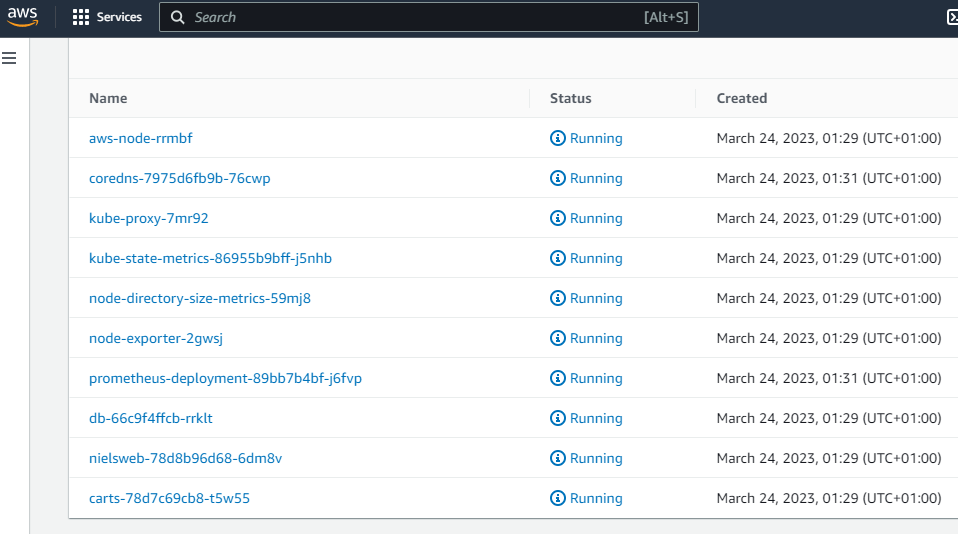 aws Services Search [Alt+S]
Name Status Created
aws-node-rrmbf Running March 24, 2023, 01:29 (UTC+01:00)
coredns-7975d6fb9b-76cwp Running March 24, 2023, 01:31 (UTC+01:00)
kube-proxy-7mr92 Running March 24, 2023, 01:29 (UTC+01:00)
kube-state-metrics-86955b9bff-j5nhb Running March 24, 2023, 01:29 (UTC+01:00)
node-directory-size-metrics-59mj8 Running March 24, 2023, 01:29 (UTC+01:00)
node-exporter-2gwsj Running March 24, 2023, 01:29 (UTC+01:00)
prometheus-deployment-89bb7b4bf-j6fvp Running March 24, 2023, 01:31 (UTC+01:00)
db-66c9f4ffcb-rrklt Running March 24, 2023, 01:29 (UTC+01:00)
nielsweb-78d8b96d68-6dm8v Running March 24, 2023, 01:29 (UTC+01:00)
carts-78d7c69cb8-t5w55 Running March 24, 2023, 01:29 (UTC+01:00)